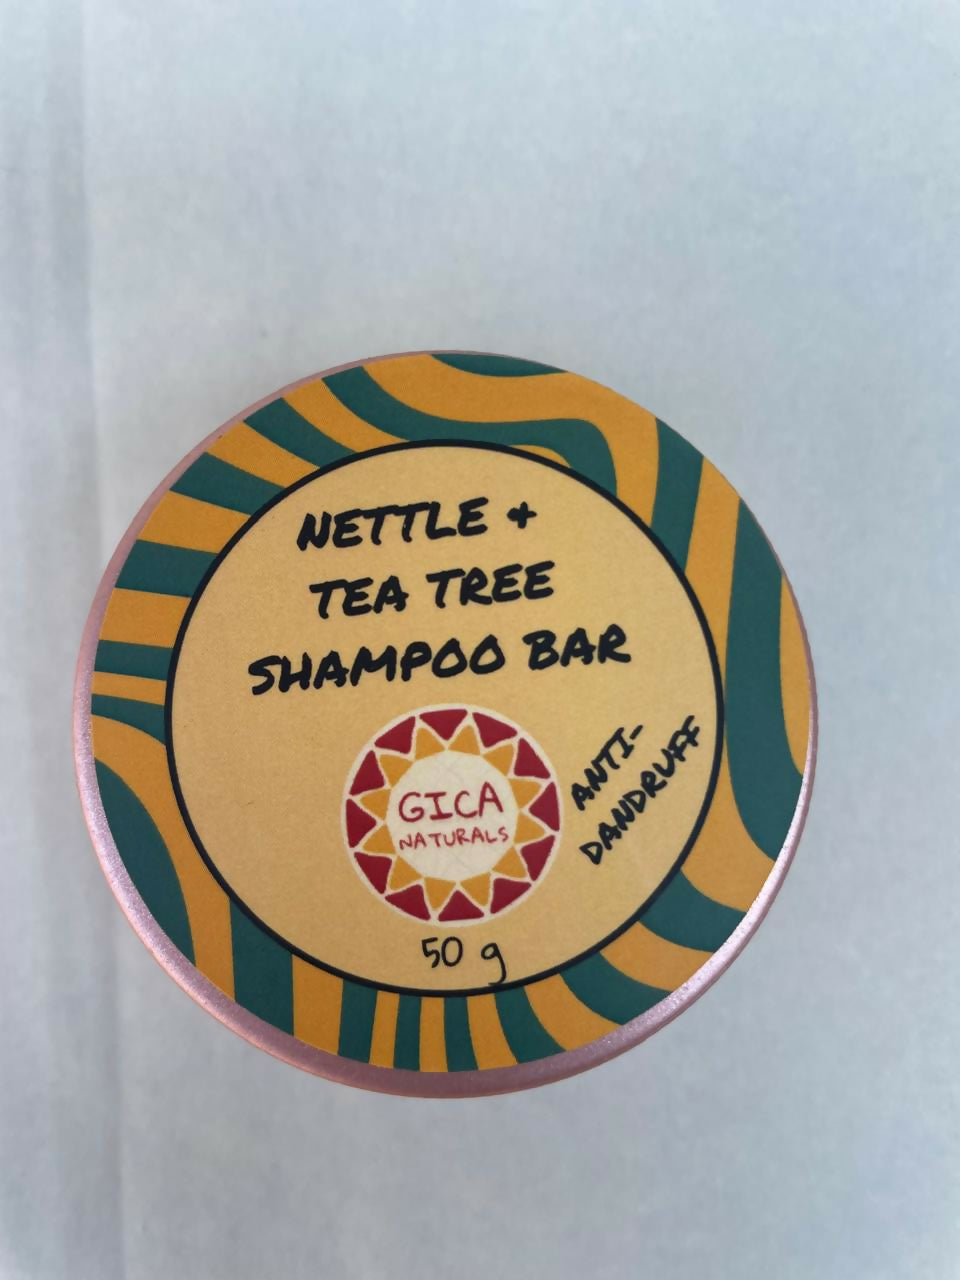 NETTLE +
TEA TREE
SHAMPOO BAR
GICA
NATURALS
ANTI-
DANDRUFF
50 g